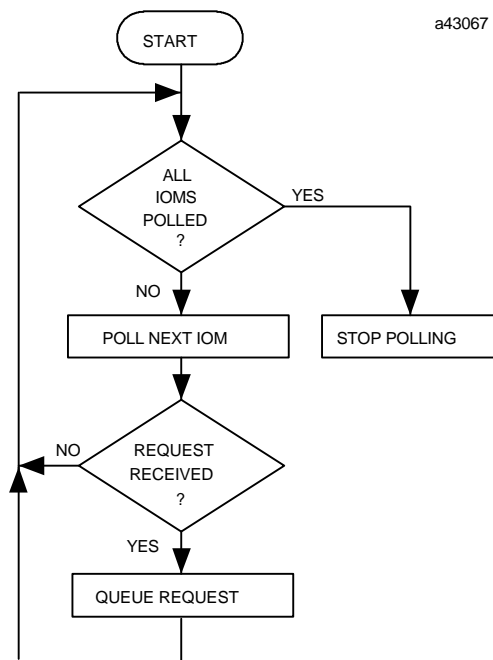 START
a43067
ALL
IOMS
POLLED
?
YES
NO
POLL NEXT IOM
STOP POLLING
NO
REQUEST
RECEIVED
?
YES
QUEUE REQUEST